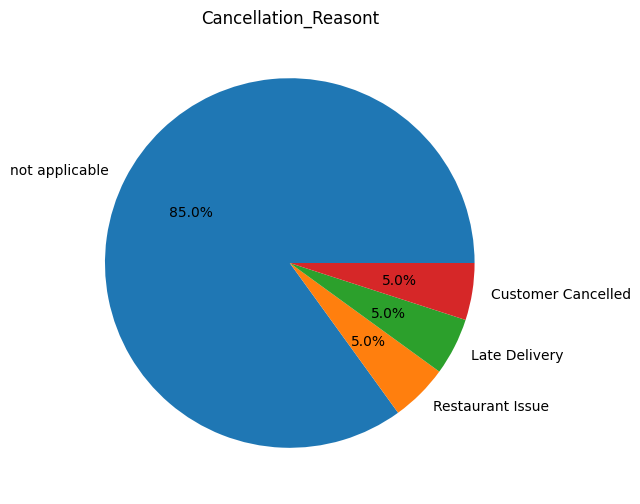 Cancellation_Reasont
not applicable
85.0%
5.0%
Customer Cancelled
5.0%
Late Delivery
5.0%
Restaurant Issue